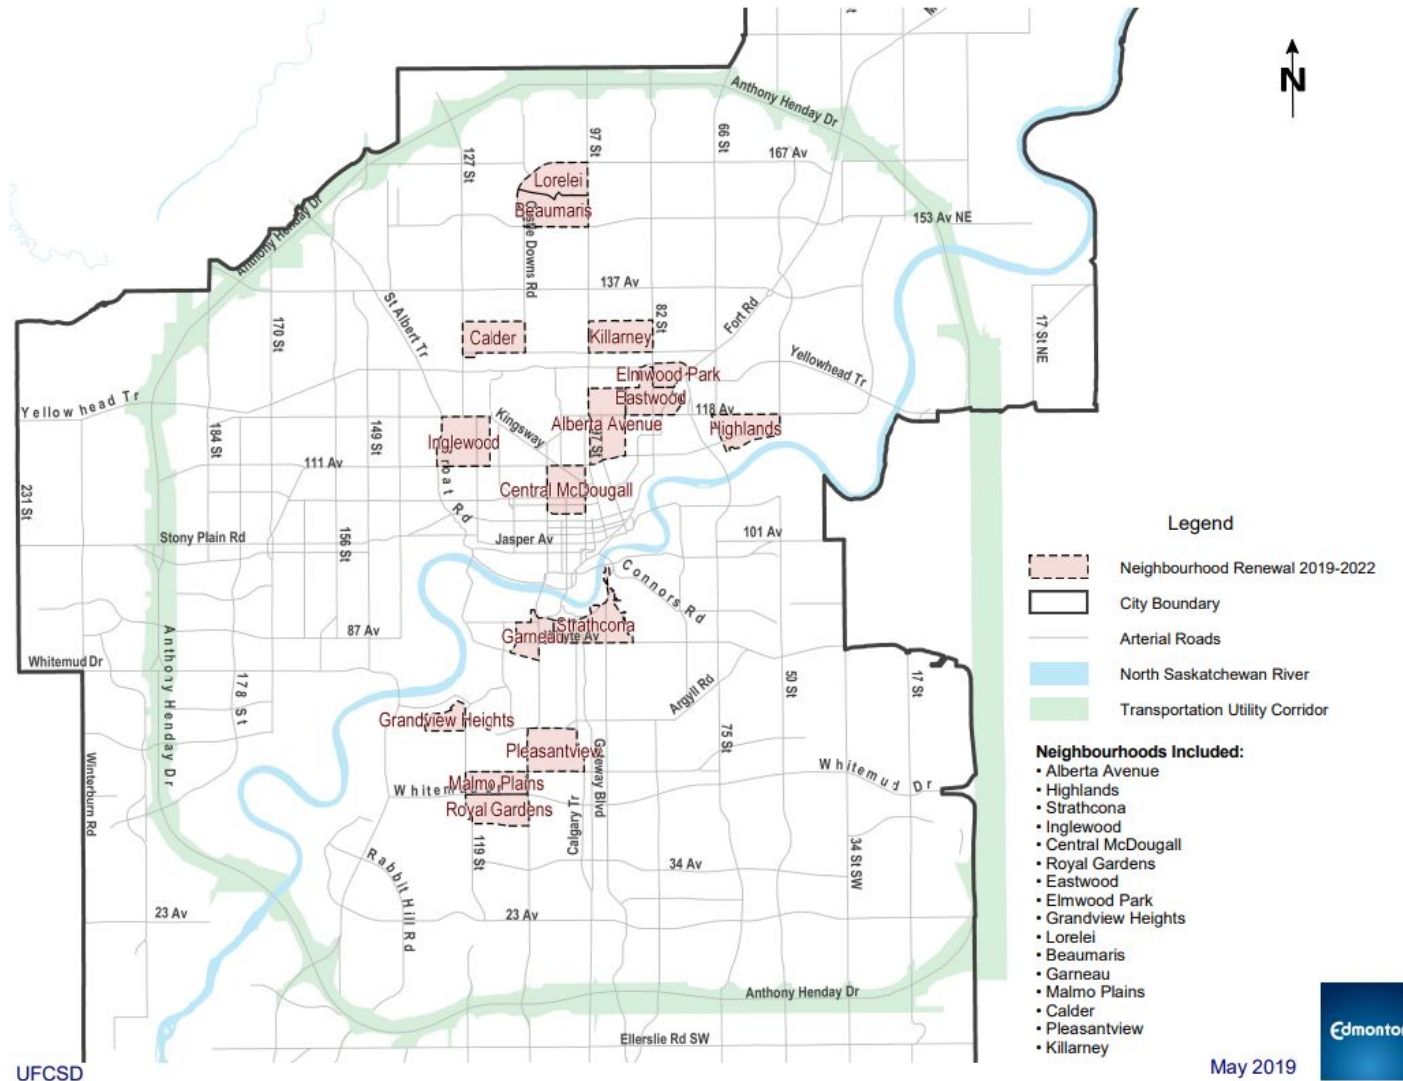 Anthony Henday Dr
N
97 St
66 St
127 St
167 Av
Lorelei
Beaumaris
153 Av NE
Anthony Henday Dr
Castle Downs Rd
137 Av
St Albert Tr
170 St
82 St
Fort Rd
17 St NE
Calder
Killarney
Yellowhead Tr
Elmwood Park
Eastwood
Yellowhead Tr
118 Av
Kingsway
Alberta Avenue
97 St
Highlands
184 St
149 St
Inglewood
111 Av
Central McDougall
231 St
Stony Plain Rd
156 St
Jasper Av
101 Av
Connors Rd
87 Av
Strathcona
Garneau
Whitemud Dr
Anthony Henday Dr
178 St
Argyll Rd
50 St
17 St
Grandview Heights
75 St
Pleasantview
Gateway Blvd
Winterburn Rd
Malmo Plains
Whitemud Dr
Royal Gardens
Calgary Tr
119 St
34 Av
34 St SW
Rabbit Hill Rd
23 Av
23 Av
Anthony Henday Dr
Ellerslie Rd SW
Legend
Neighbourhood Renewal 2019-2022
City Boundary
Arterial Roads
North Saskatchewan River
Transportation Utility Corridor
Neighbourhoods Included:
• Alberta Avenue
• Highlands
• Strathcona
• Inglewood
• Central McDougall
• Royal Gardens
• Eastwood
• Elmwood Park
• Grandview Heights
• Lorelei
• Beaumaris
• Garneau
• Malmo Plains
• Calder
• Pleasantview
• Killarney
UFCSD
May 2019
Edmonton